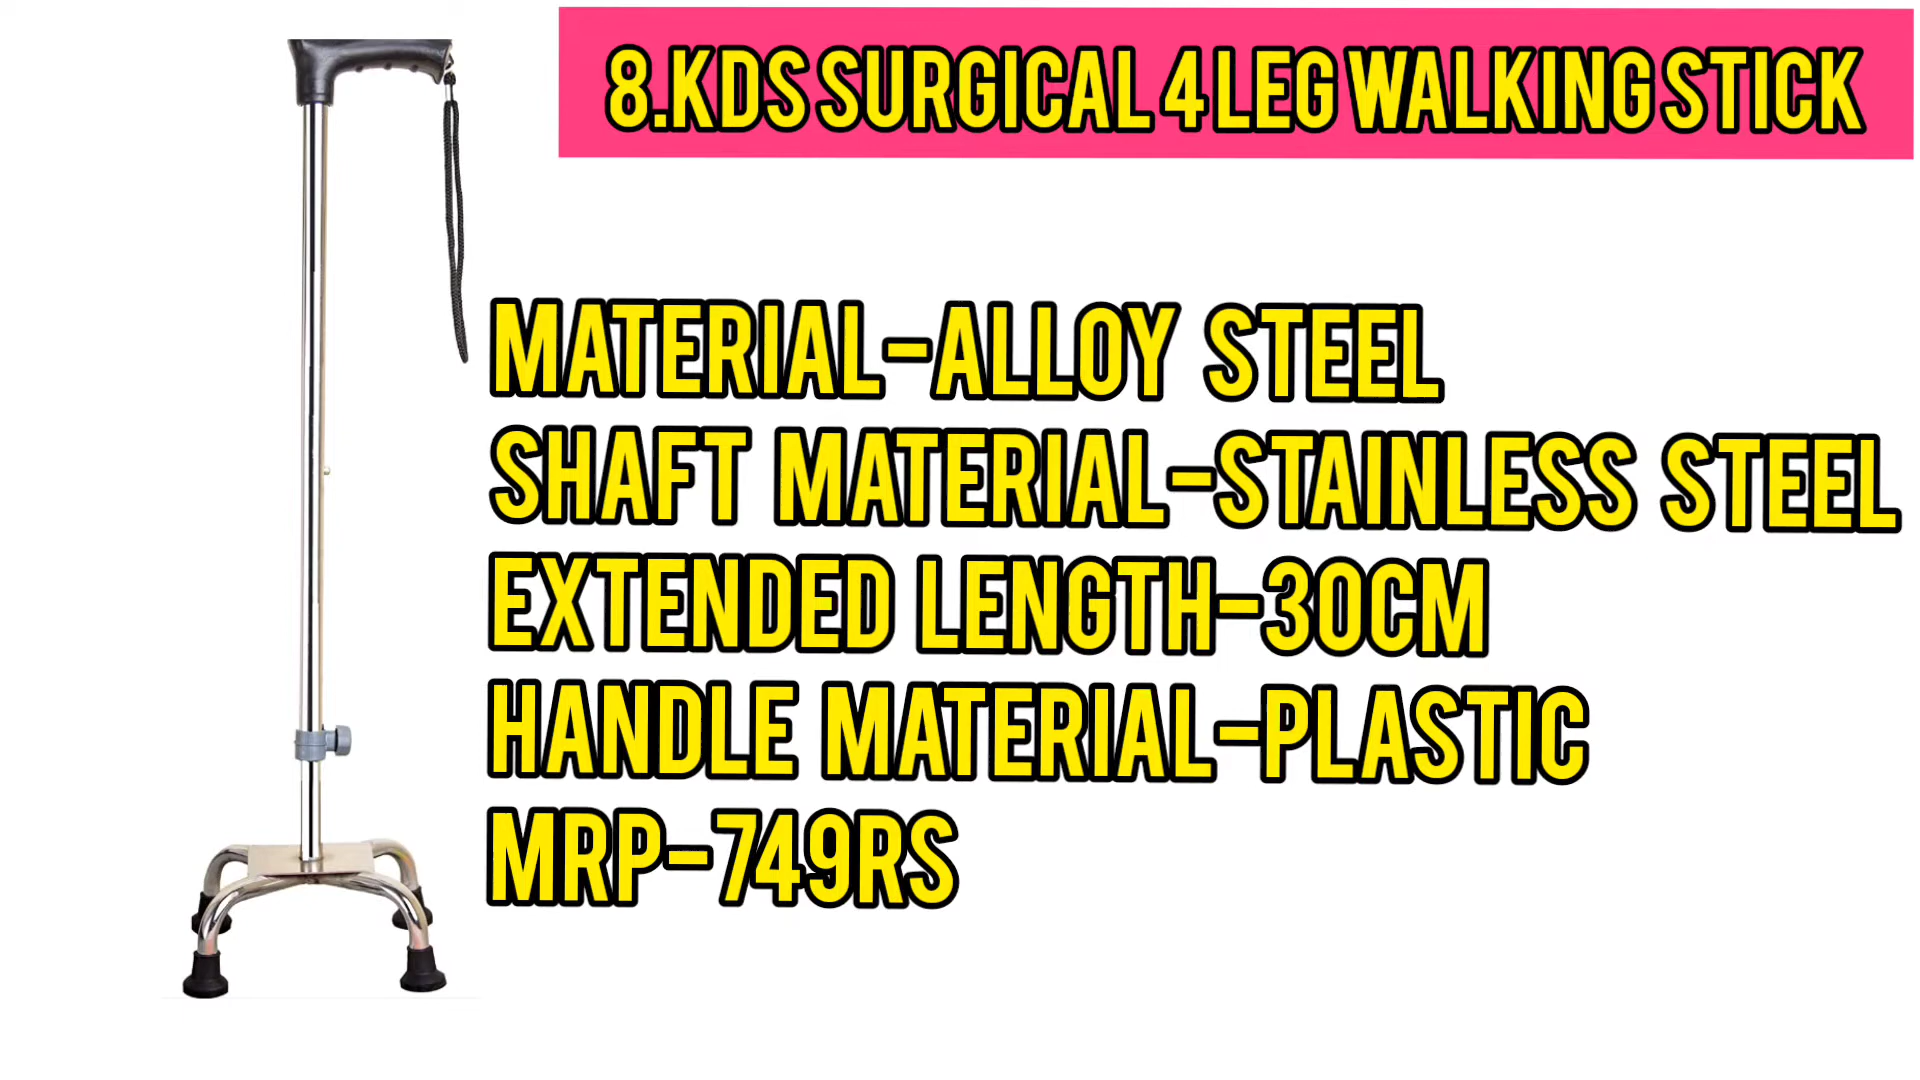 8.KDS SURGICAL 4 LEG WALKING STICK
MATERIAL-ALLOY STEEL
SHAFT MATERIAL-STAINLESS STEEL
EXTENDED LENGTH-30CM
HANDLE MATERIAL-PLASTIC
MRP-749RS